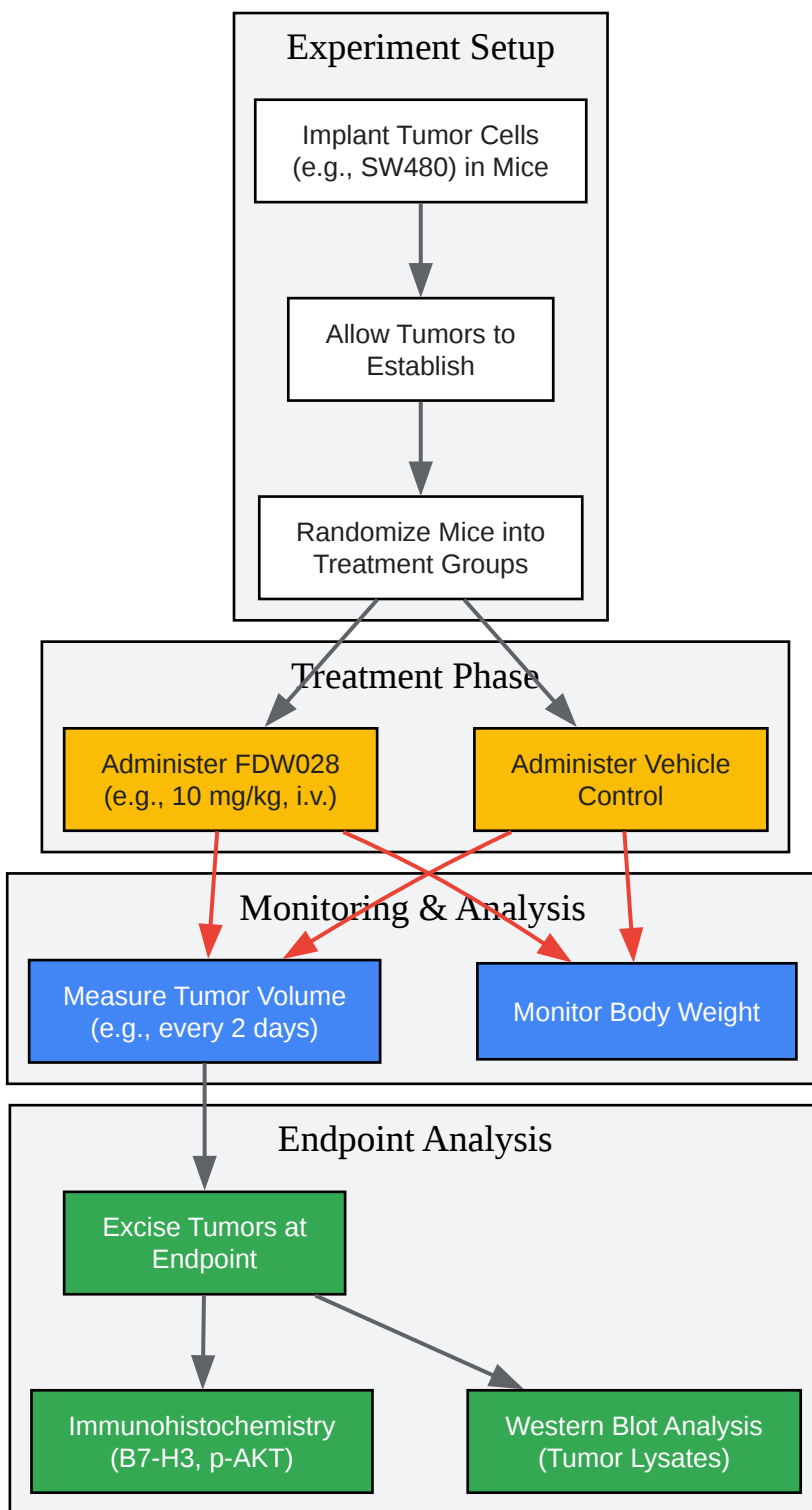 Experiment Setup
Implant Tumor Cells
(e.g., SW480) in Mice
Allow Tumors to
Establish
Randomize Mice into
Treatment Groups
Treatment Phase
Administer FDW028
(e.g., 10 mg/kg, i.v.)
Administer Vehicle
Control
Monitoring & Analysis
Measure Tumor Volume
(e.g., every 2 days)
Monitor Body Weight
Endpoint Analysis
Excise Tumors at
Endpoint
Immunohistochemistry
(B7-H3, p-AKT)
Western Blot Analysis
(Tumor Lysates)